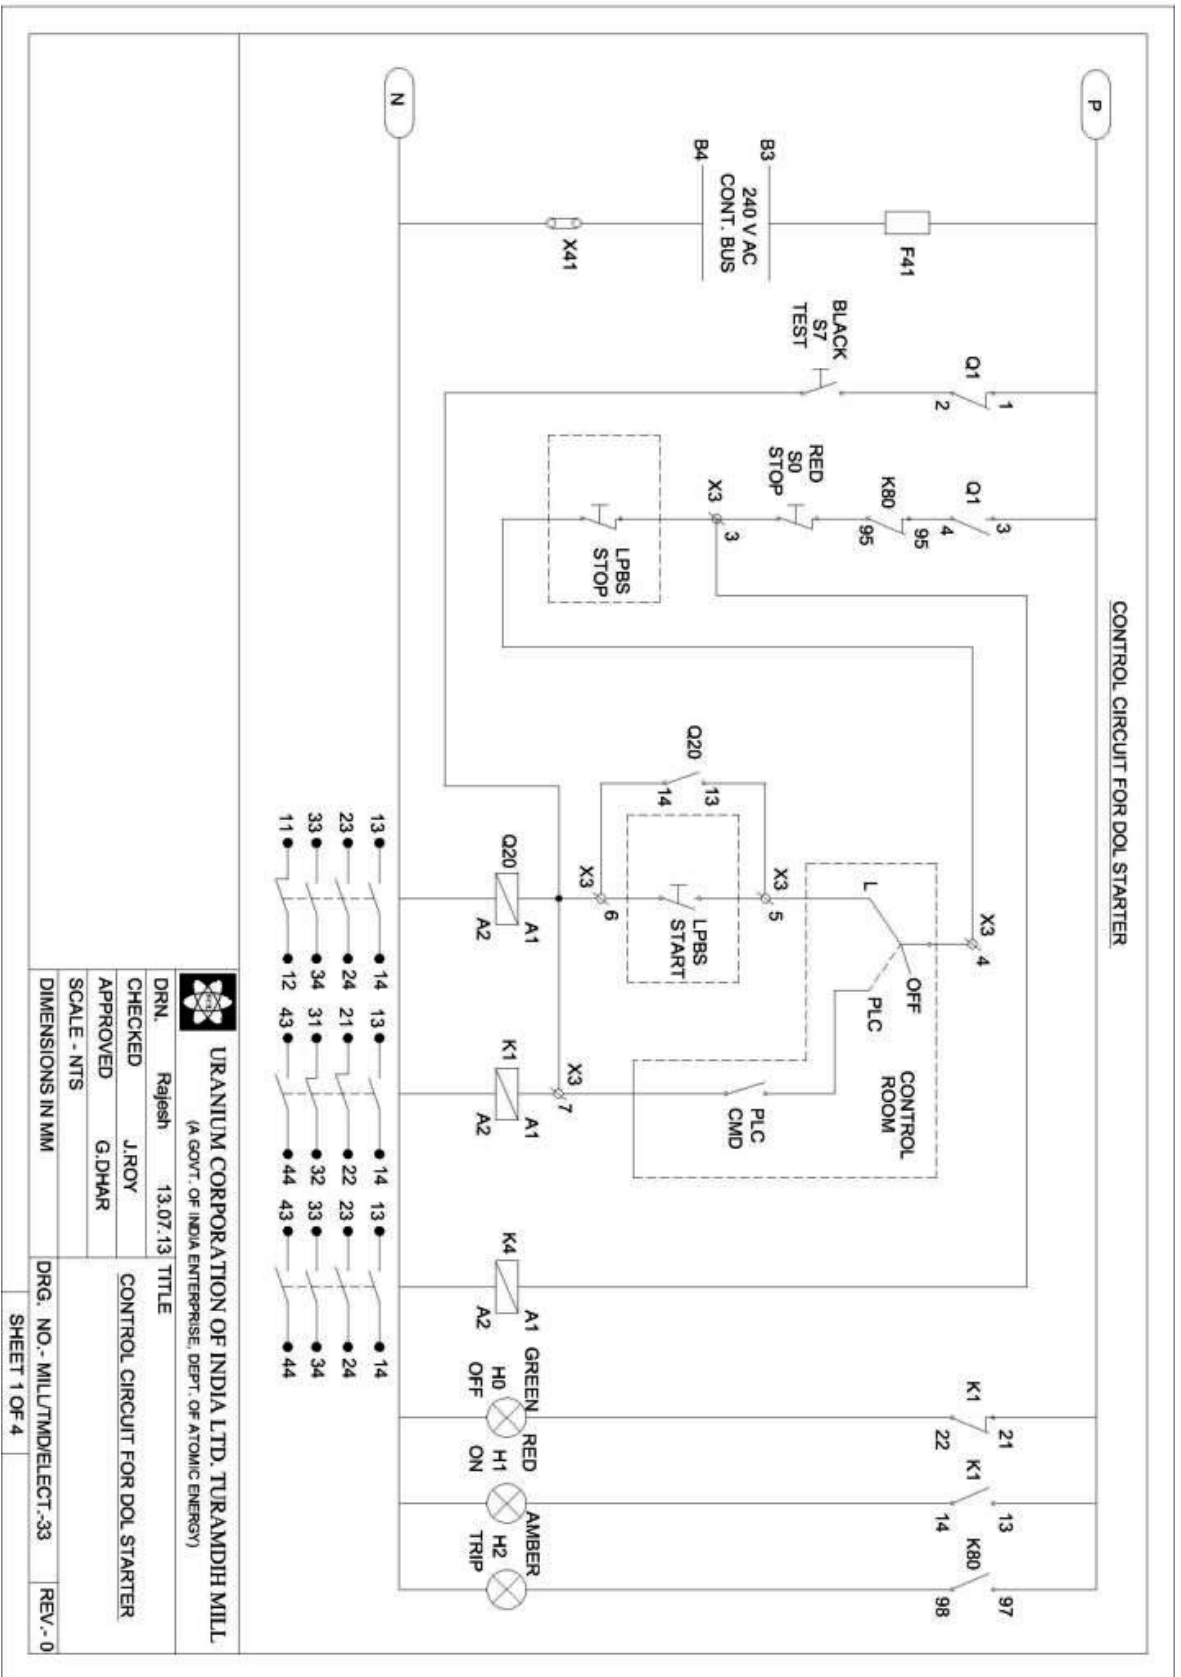 CONTROL CIRCUIT FOR DOL STARTER
P
N
F41
B3
240 V AC
CONT. BUS
B4
X41
Q1
1
2
BLACK
S7
TEST
Q1
3
4
K80
95
95
RED
S0
STOP
X3
3
LPBS
STOP
X3
4
OFF
L
PLC
CONTROL
ROOM
X3
5
Q20
13
14
LPBS
START
X3
6
PLC
CMD
X3
7
Q20
A1
A2
K1
A1
A2
K4
A1
A2
K1
21
22
K1
13
14
K80
97
98
GREEN
H0
OFF
RED
H1
ON
AMBER
H2
TRIP
13 14 13 14 13 14
23 24 21 22 23 24
33 34 31 32 33 34
11 12 43 44 43 44
URANIUM CORPORATION OF INDIA LTD. TURAMDIH MILL
(A GOVT. OF INDIA ENTERPRISE, DEPT. OF ATOMIC ENERGY)
DRN. Rajesh 13.07.13
CHECKED J.ROY
APPROVED G.DHAR
SCALE - NTS
DIMENSIONS IN MM
TITLE
CONTROL CIRCUIT FOR DOL STARTER
DRG. NO.- MILL/TMD/ELECT.-33 REV.- 0
SHEET 1 OF 4